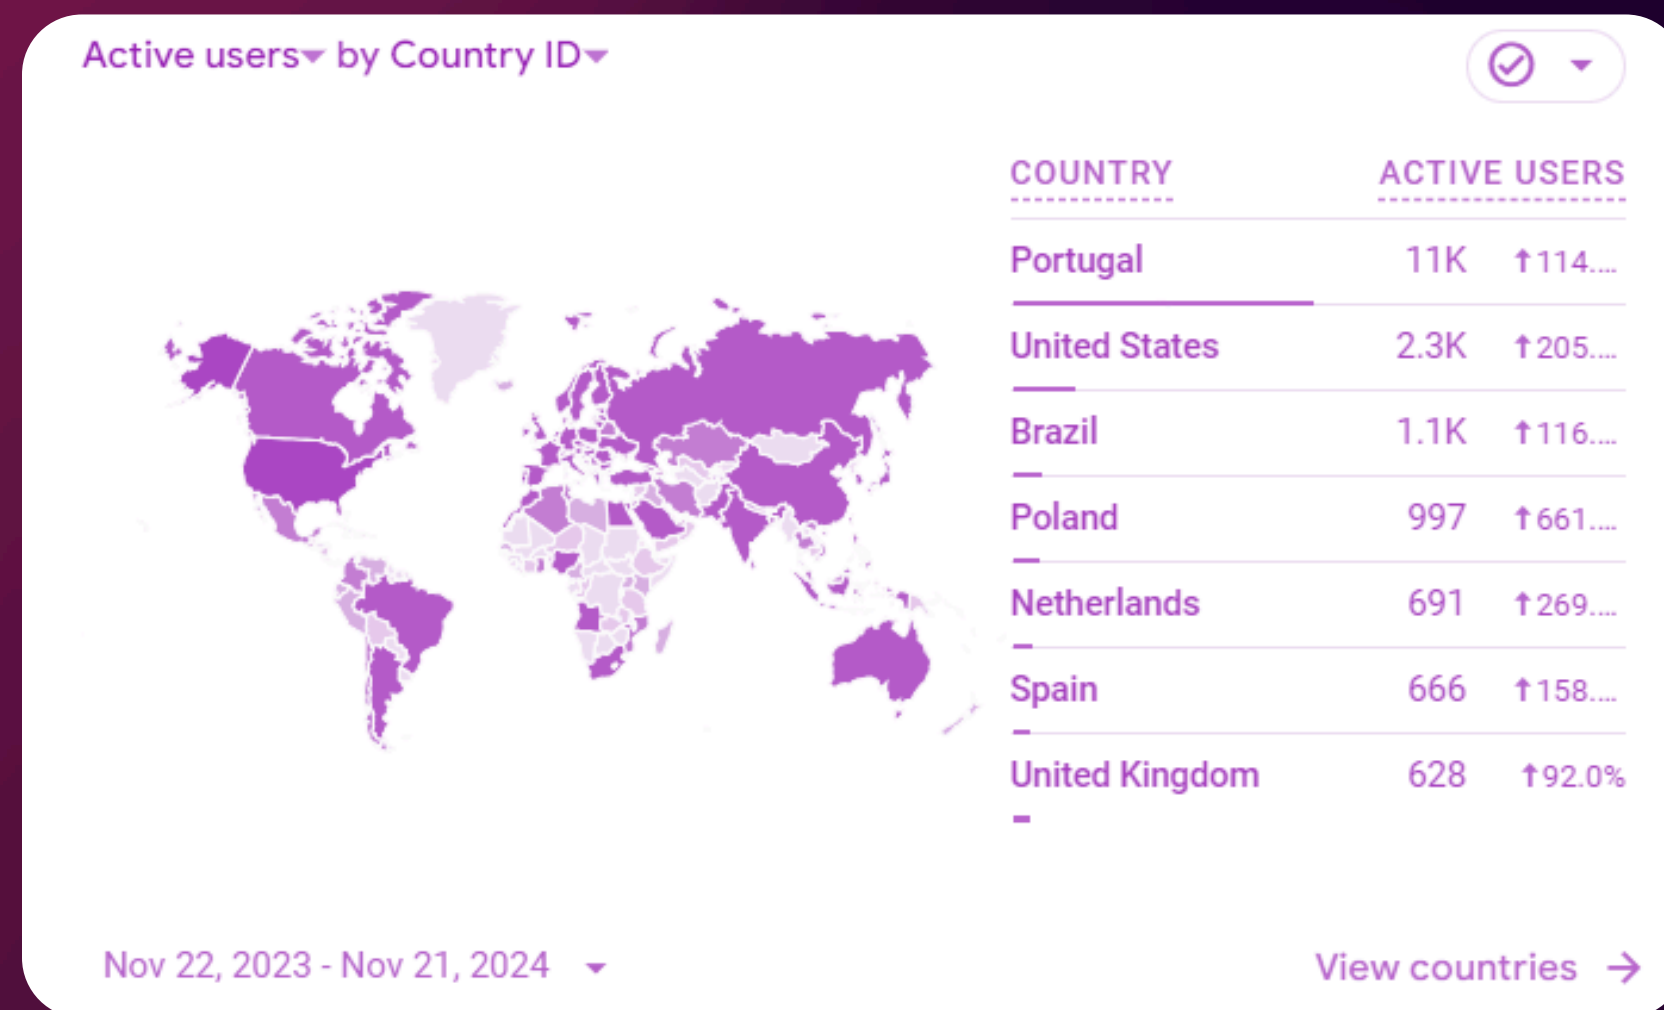 Active users by Country ID
COUNTRY ACTIVE USERS
Portugal 11K ↑114....
United States 2.3K ↑205....
Brazil 1.1K ↑116....
Poland 997 ↑661....
Netherlands 691 ↑269....
Spain 666 ↑158....
United Kingdom 628 ↑92.0%
Nov 22, 2023 - Nov 21, 2024
View countries →